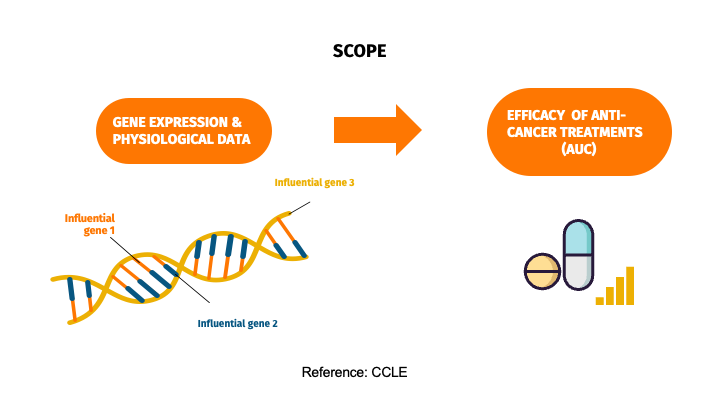 SCOPE
GENE EXPRESSION &
PHYSIOLOGICAL DATA
EFFICACY OF ANTI-
CANCER TREATMENTS
(AUC)
Influential gene 3
Influential
gene 1
Influential gene 2
Reference: CCLE